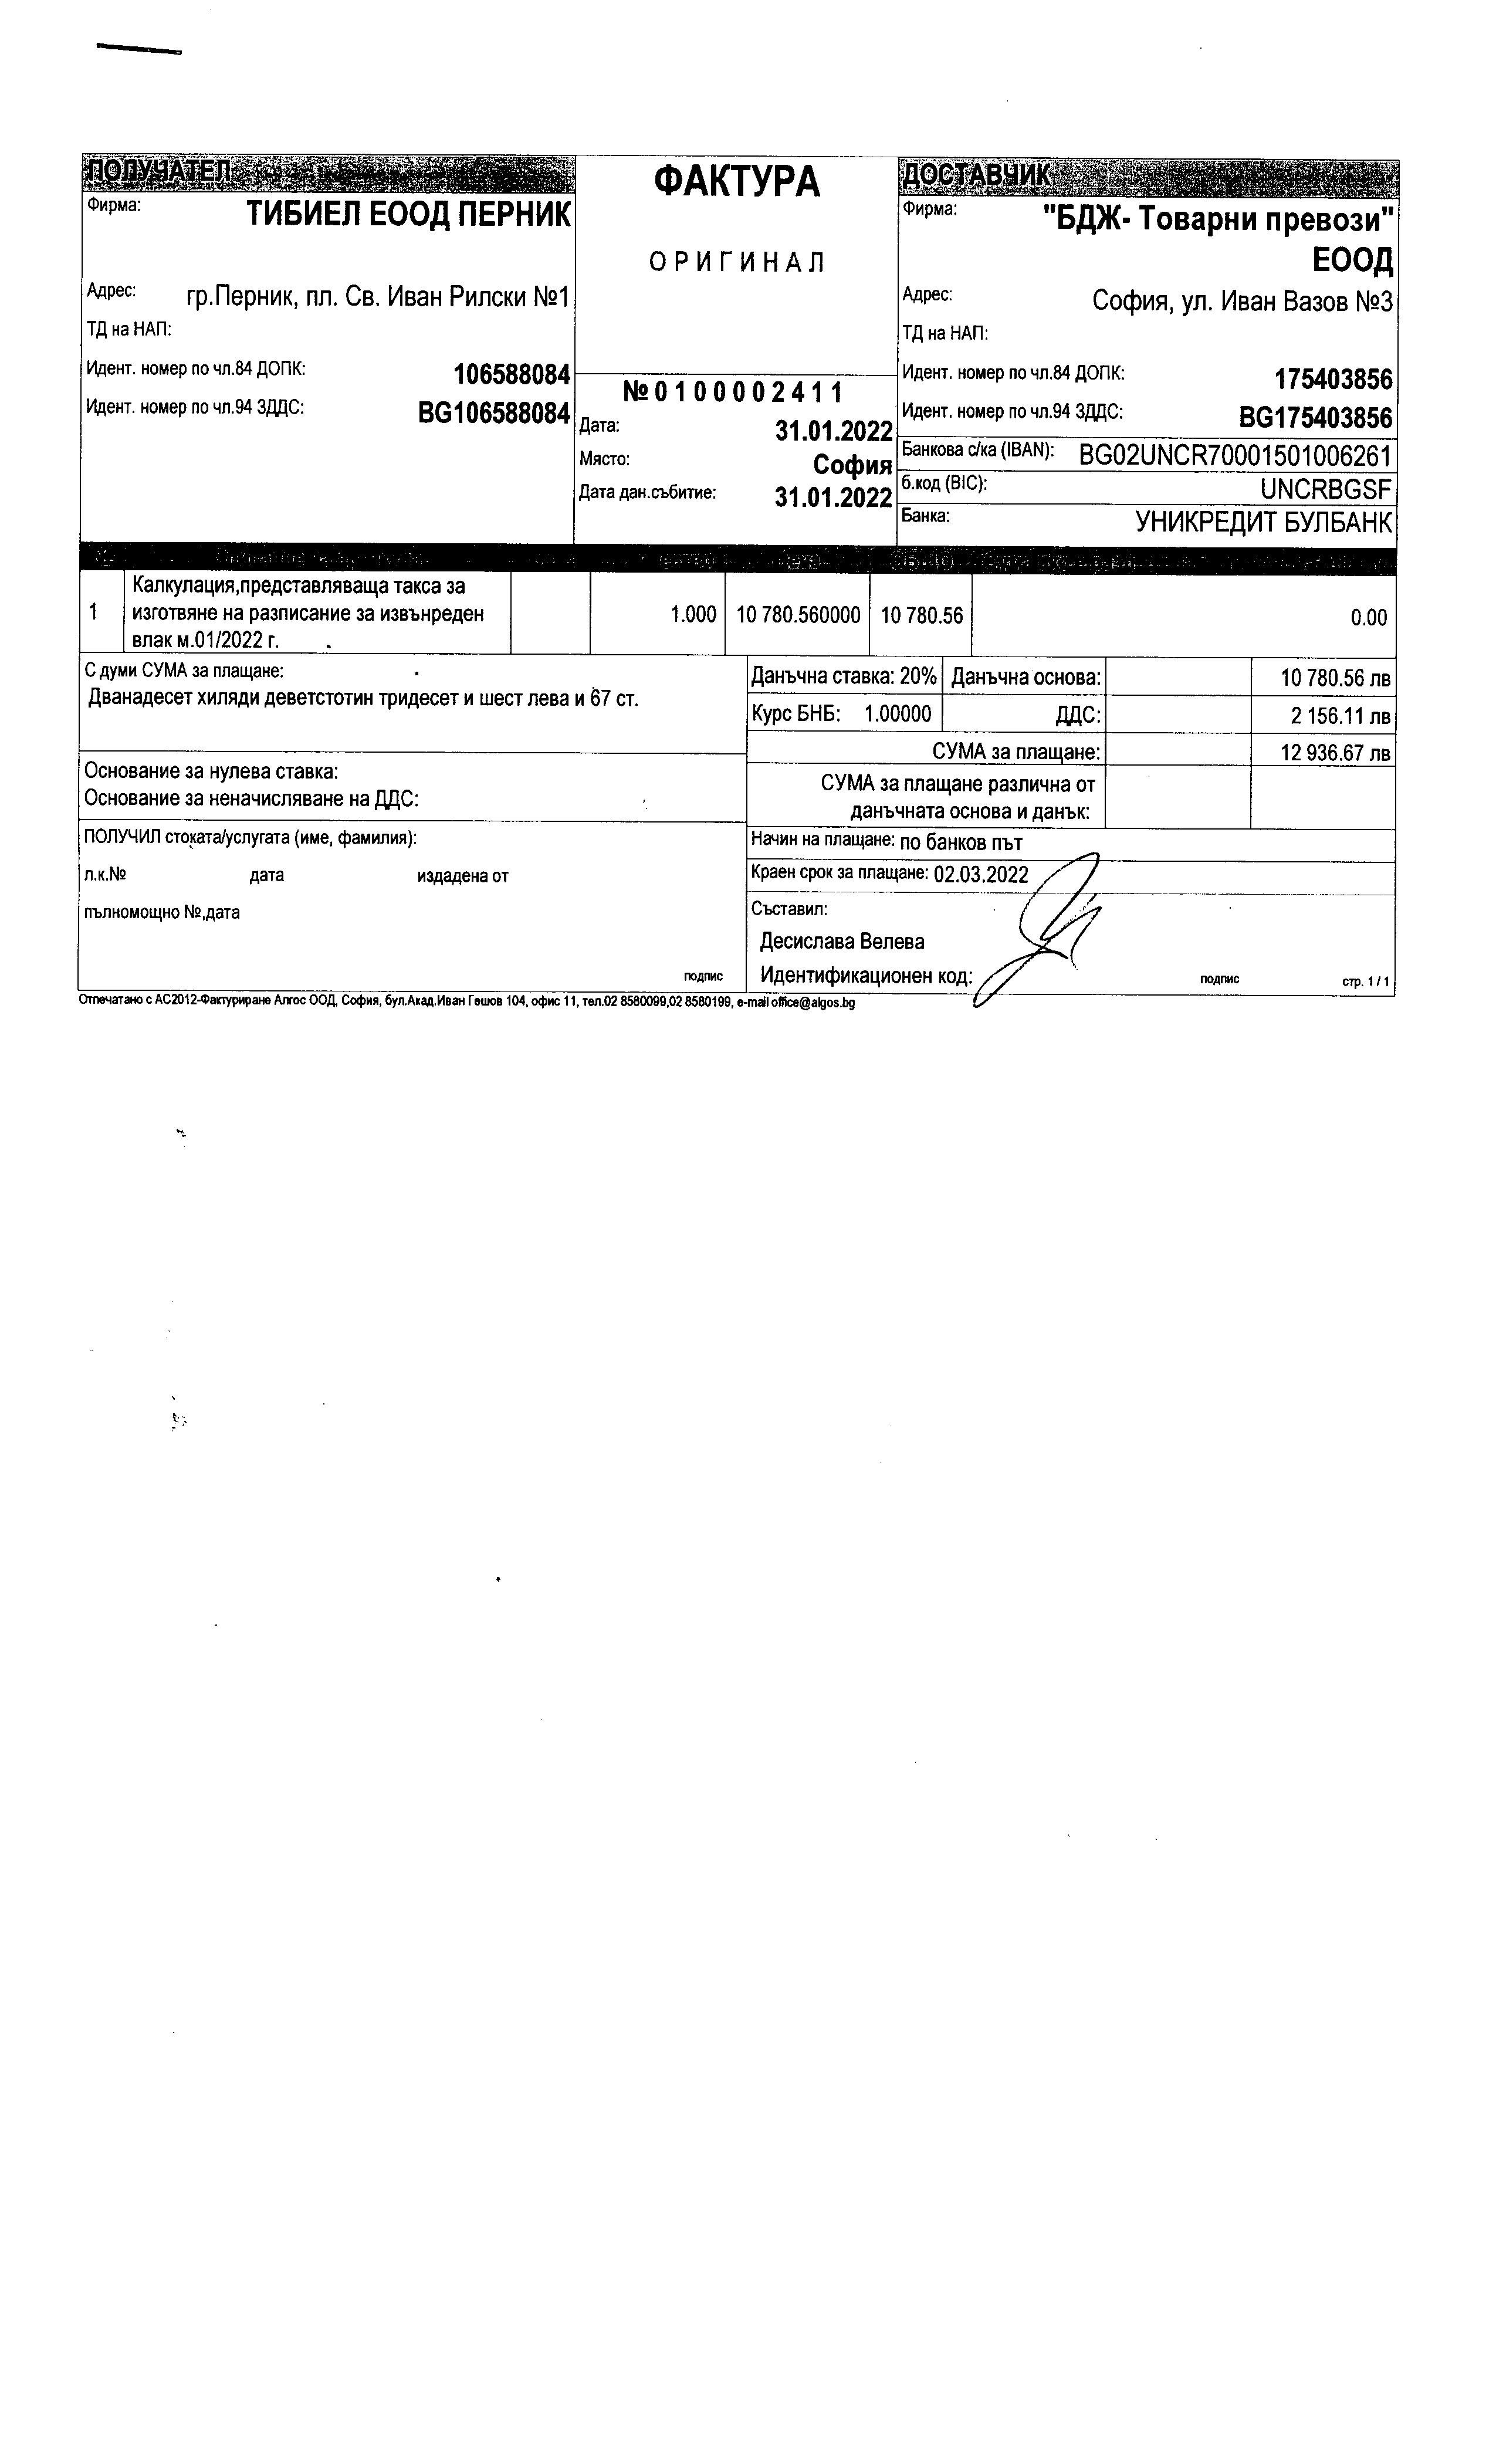 ПОЛУЧАТЕЛ
Фирма: ТИБИЕЛ ЕООД ПЕРНИК
Адрес: гр.Перник, пл. Св. Иван Рилски №1
ТД на НАП:
Идент. номер по чл.84 ДОПК: 106588084
Идент. номер по чл.94 ЗДДС: BG106588084
ФАКТУРА
ОРИГИНАЛ
№0100002411
Дата: 31.01.2022
Място: София
Дата дан.събитие: 31.01.2022
ДОСТАВЧИК
Фирма: "БДЖ- Товарни превози"
ЕООД
Адрес: София, ул. Иван Вазов №3
ТД на НАП:
Идент. номер по чл.84 ДОПК: 175403856
Идент. номер по чл.94 ЗДДС: BG175403856
Банкова с/ка (IBAN): BG02UNCR70001501006261
б.код (BIC): UNCRBGSF
Банка: УНИКРЕДИТ БУЛБАНК
1 Калкулация,представляваща такса за изготвяне на разписание за извънреден влак м.01/2022 г. 1.000 10 780.560000 10 780.56 0.00
С думи СУМА за плащане:
Дванадесет хиляди деветстотин тридесет и шест лева и 67 ст.
Основание за нулева ставка:
Основание за неначисляване на ДДС:
Данъчна ставка: 20% Данъчна основа: 10 780.56 лв
Курс БНБ: 1.00000 ДДС: 2 156.11 лв
СУМА за плащане: 12 936.67 лв
СУМА за плащане различна от
данъчната основа и данък:
ПОЛУЧИЛ стоката/услугата (име, фамилия):
л.к.№ дата издадена от
пълномощно №,дата
подпис
Начин на плащане: по банков път
Краен срок за плащане: 02.03.2022
Съставил:
Десислава Велева
Идентификационен код: подпис стр. 1 / 1
Отпечатано с АС2012-Фактуриране Алгос ООД, София, бул.Акад.Иван Гешов 104, офис 11, тел.02 8580099,02 8580199, e-mail office@algos.bg